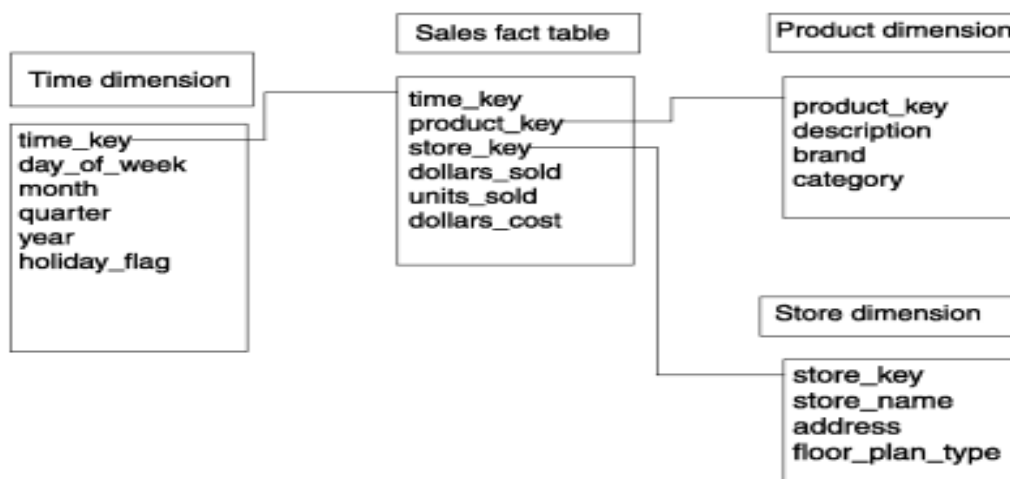 Time dimension
time_key
day_of_week
month
quarter
year
holiday_flag
Sales fact table
time_key
product_key
store_key
dollars_sold
units_sold
dollars_cost
Product dimension
product_key
description
brand
category
Store dimension
store_key
store_name
address
floor_plan_type